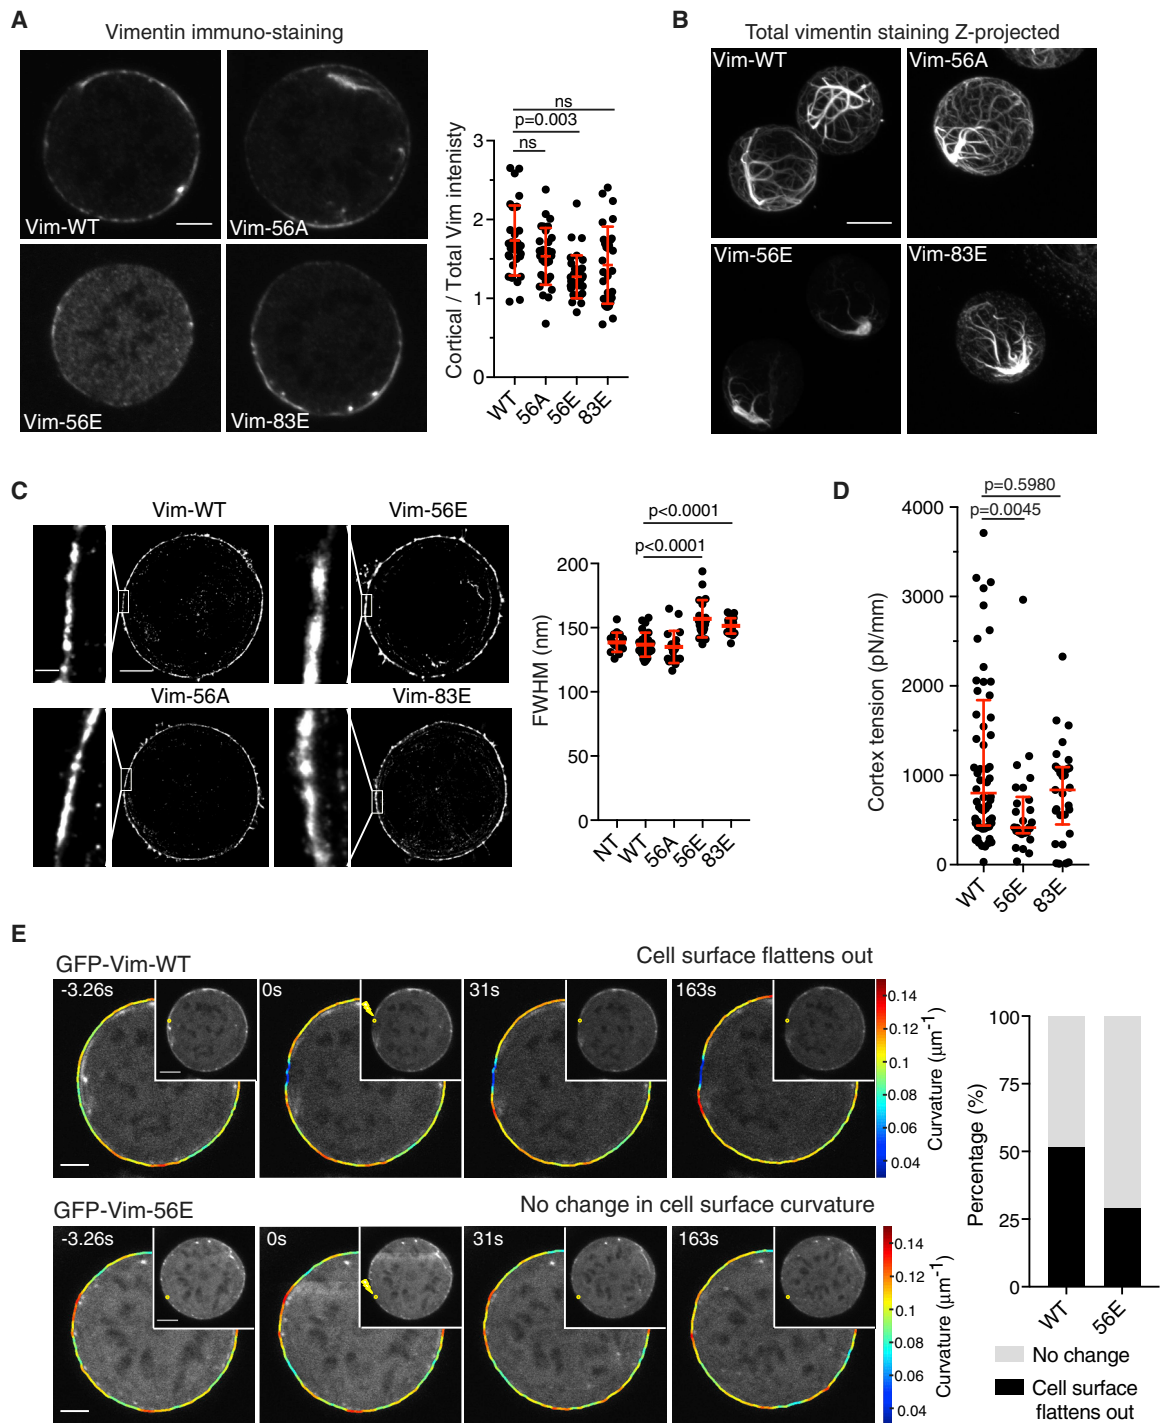 A
Vimentin immuno-staining
Vim-WT
Vim-56A
Vim-56E
Vim-83E
Cortical / Total Vim intenisty
3
2
1
0
ns
p=0.003
ns
WT
56A
56E
83E
B
Total vimentin staining Z-projected
Vim-WT
Vim-56A
Vim-56E
Vim-83E
C
Vim-WT
Vim-56E
Vim-56A
Vim-83E
FWHM (nm)
200
150
100
50
0
p<0.0001
p<0.0001
NT
WT
56A
56E
83E
D
Cortex tension (pN/mm)
4000
3000
2000
1000
0
p=0.5980
p=0.0045
WT
56E
83E
E
GFP-Vim-WT
Cell surface flattens out
-3.26s
0s
31s
163s
0.14
0.12
0.1
0.08
0.06
0.04
Curvature (μm⁻¹)
GFP-Vim-56E
No change in cell surface curvature
-3.26s
0s
31s
163s
0.14
0.12
0.1
0.08
0.06
0.04
Curvature (μm⁻¹)
Percentage (%)
100
75
50
25
0
WT
56E
No change
Cell surface
flattens out